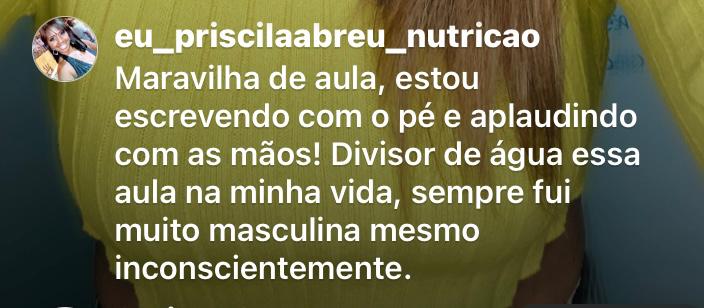 eu_priscilaabreu_nutricao
Maravilha de aula, estou
escrevendo com o pé e aplaudindo
com as mãos! Divisor de água essa
aula na minha vida, sempre fui
muito masculina mesmo
inconscientemente.